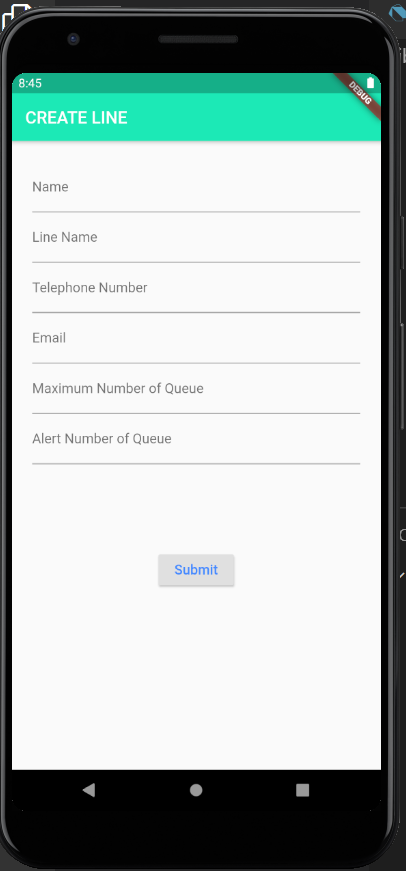 8:45
DEBUG
CREATE LINE
Name
Line Name
Telephone Number
Email
Maximum Number of Queue
Alert Number of Queue
Submit